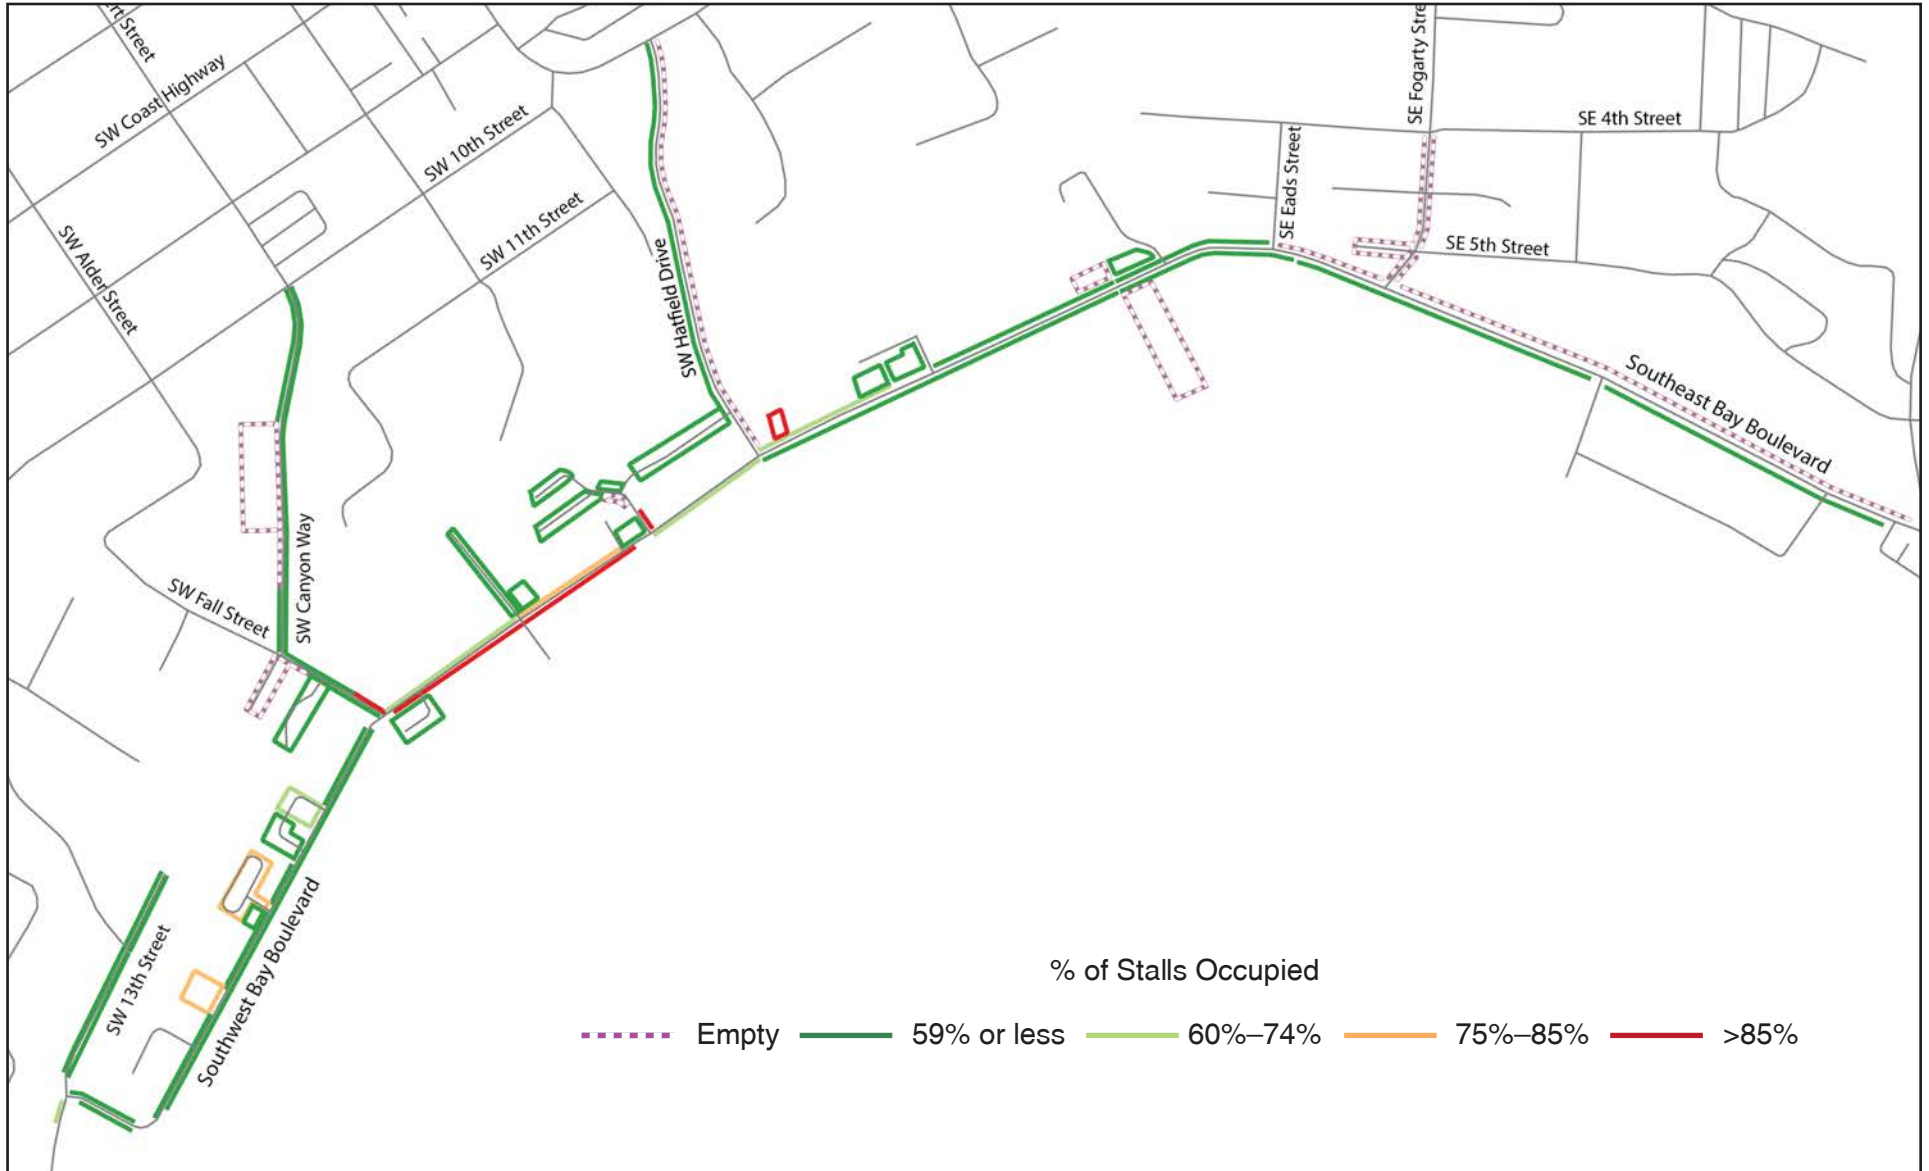 ert Street
SW Coast Highway
SW 10th Street
SW 11th Street
SW Alder Street
SW Hatfield Drive
SE Fogarty Stre
SE 4th Street
SE Eads Street
SE 5th Street
Southeast Bay Boulevard
SW Canyon Way
SW Fall Street
SW 13th Street
Southwest Bay Boulevard
% of Stalls Occupied
Empty 59% or less 60%–74% 75%–85% >85%